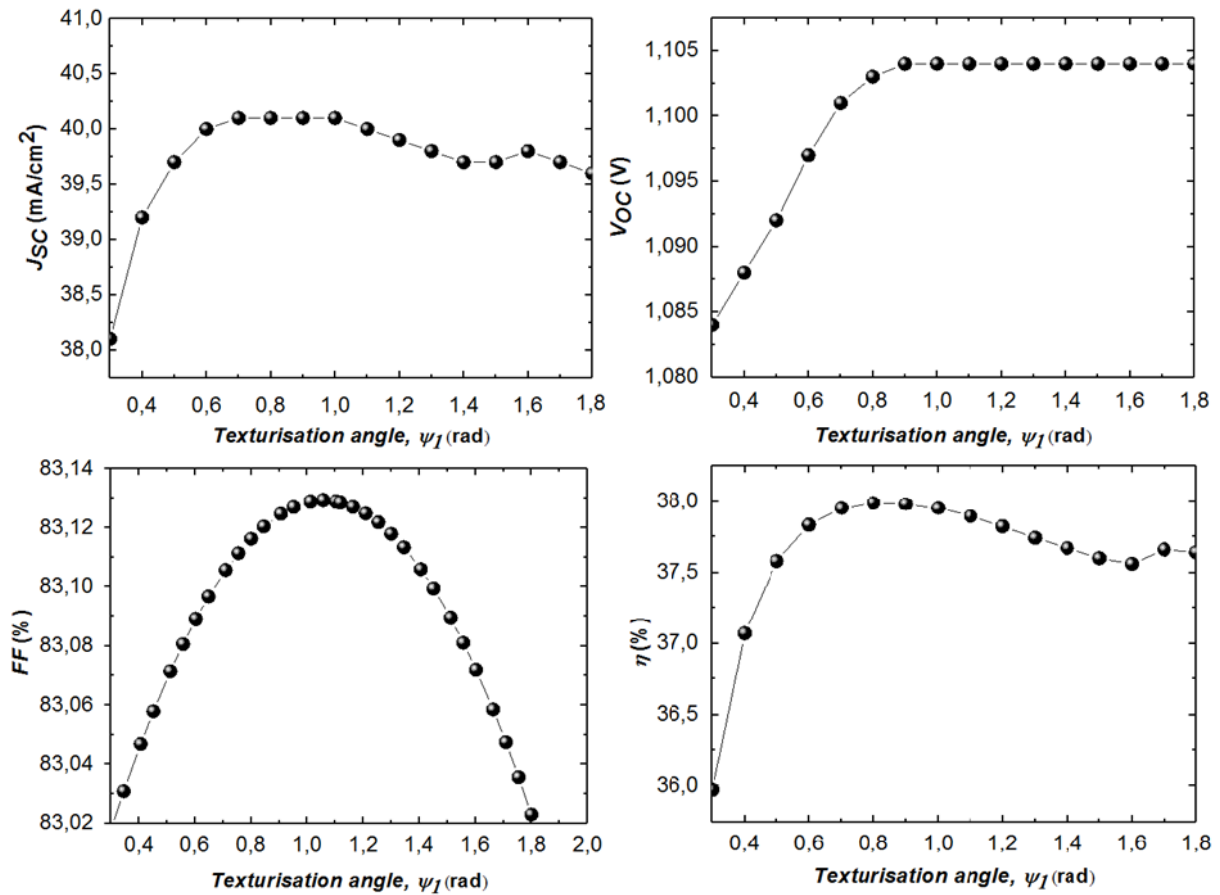 41,0
40,5
40,0
39,5
39,0
38,5
38,0
JSC (mA/cm2)
0,4 0,6 0,8 1,0 1,2 1,4 1,6 1,8
Texturisation angle, ψ1 (rad)
1,105
1,100
1,095
1,090
1,085
1,080
VOC (V)
0,4 0,6 0,8 1,0 1,2 1,4 1,6 1,8
Texturisation angle, ψ1 (rad)
83,14
83,12
83,10
83,08
83,06
83,04
83,02
FF (%)
0,4 0,6 0,8 1,0 1,2 1,4 1,6 1,8 2,0
Texturisation angle, ψ1 (rad)
38,0
37,5
37,0
36,5
36,0
η (%)
0,4 0,6 0,8 1,0 1,2 1,4 1,6 1,8
Texturisation angle, ψ1 (rad)